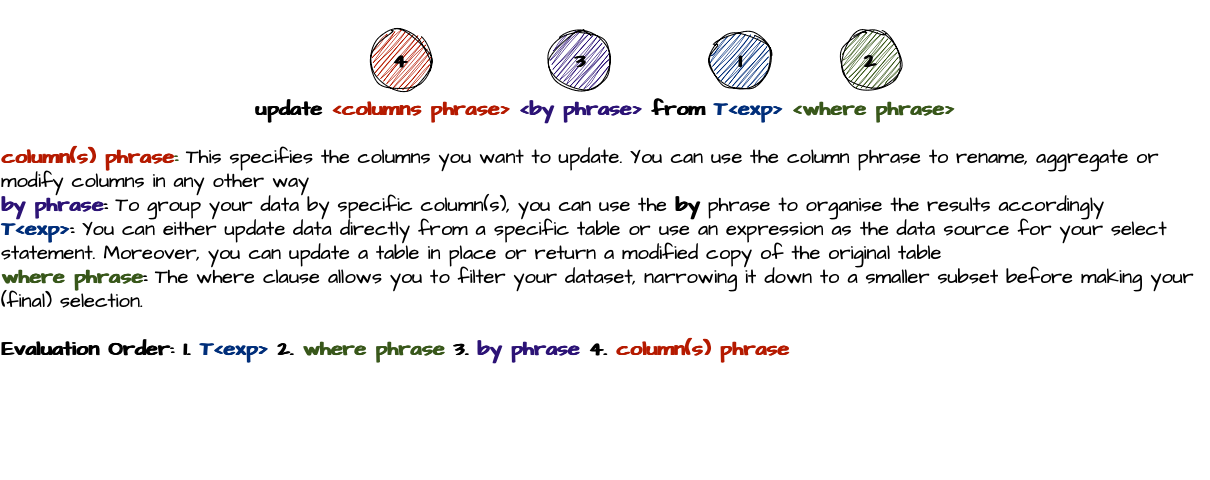 4 3 1 2
update <columns phrase> <by phrase> from T<exp> <where phrase>
column(s) phrase: This specifies the columns you want to update. You can use the column phrase to rename, aggregate or
modify columns in any other way
by phrase: To group your data by specific column(s), you can use the by phrase to organise the results accordingly
T<exp>: You can either update data directly from a specific table or use an expression as the data source for your select
statement. Moreover, you can update a table in place or return a modified copy of the original table
where phrase: The where clause allows you to filter your dataset, narrowing it down to a smaller subset before making your
(final) selection.
Evaluation Order: 1. T<exp> 2. where phrase 3. by phrase 4. column(s) phrase